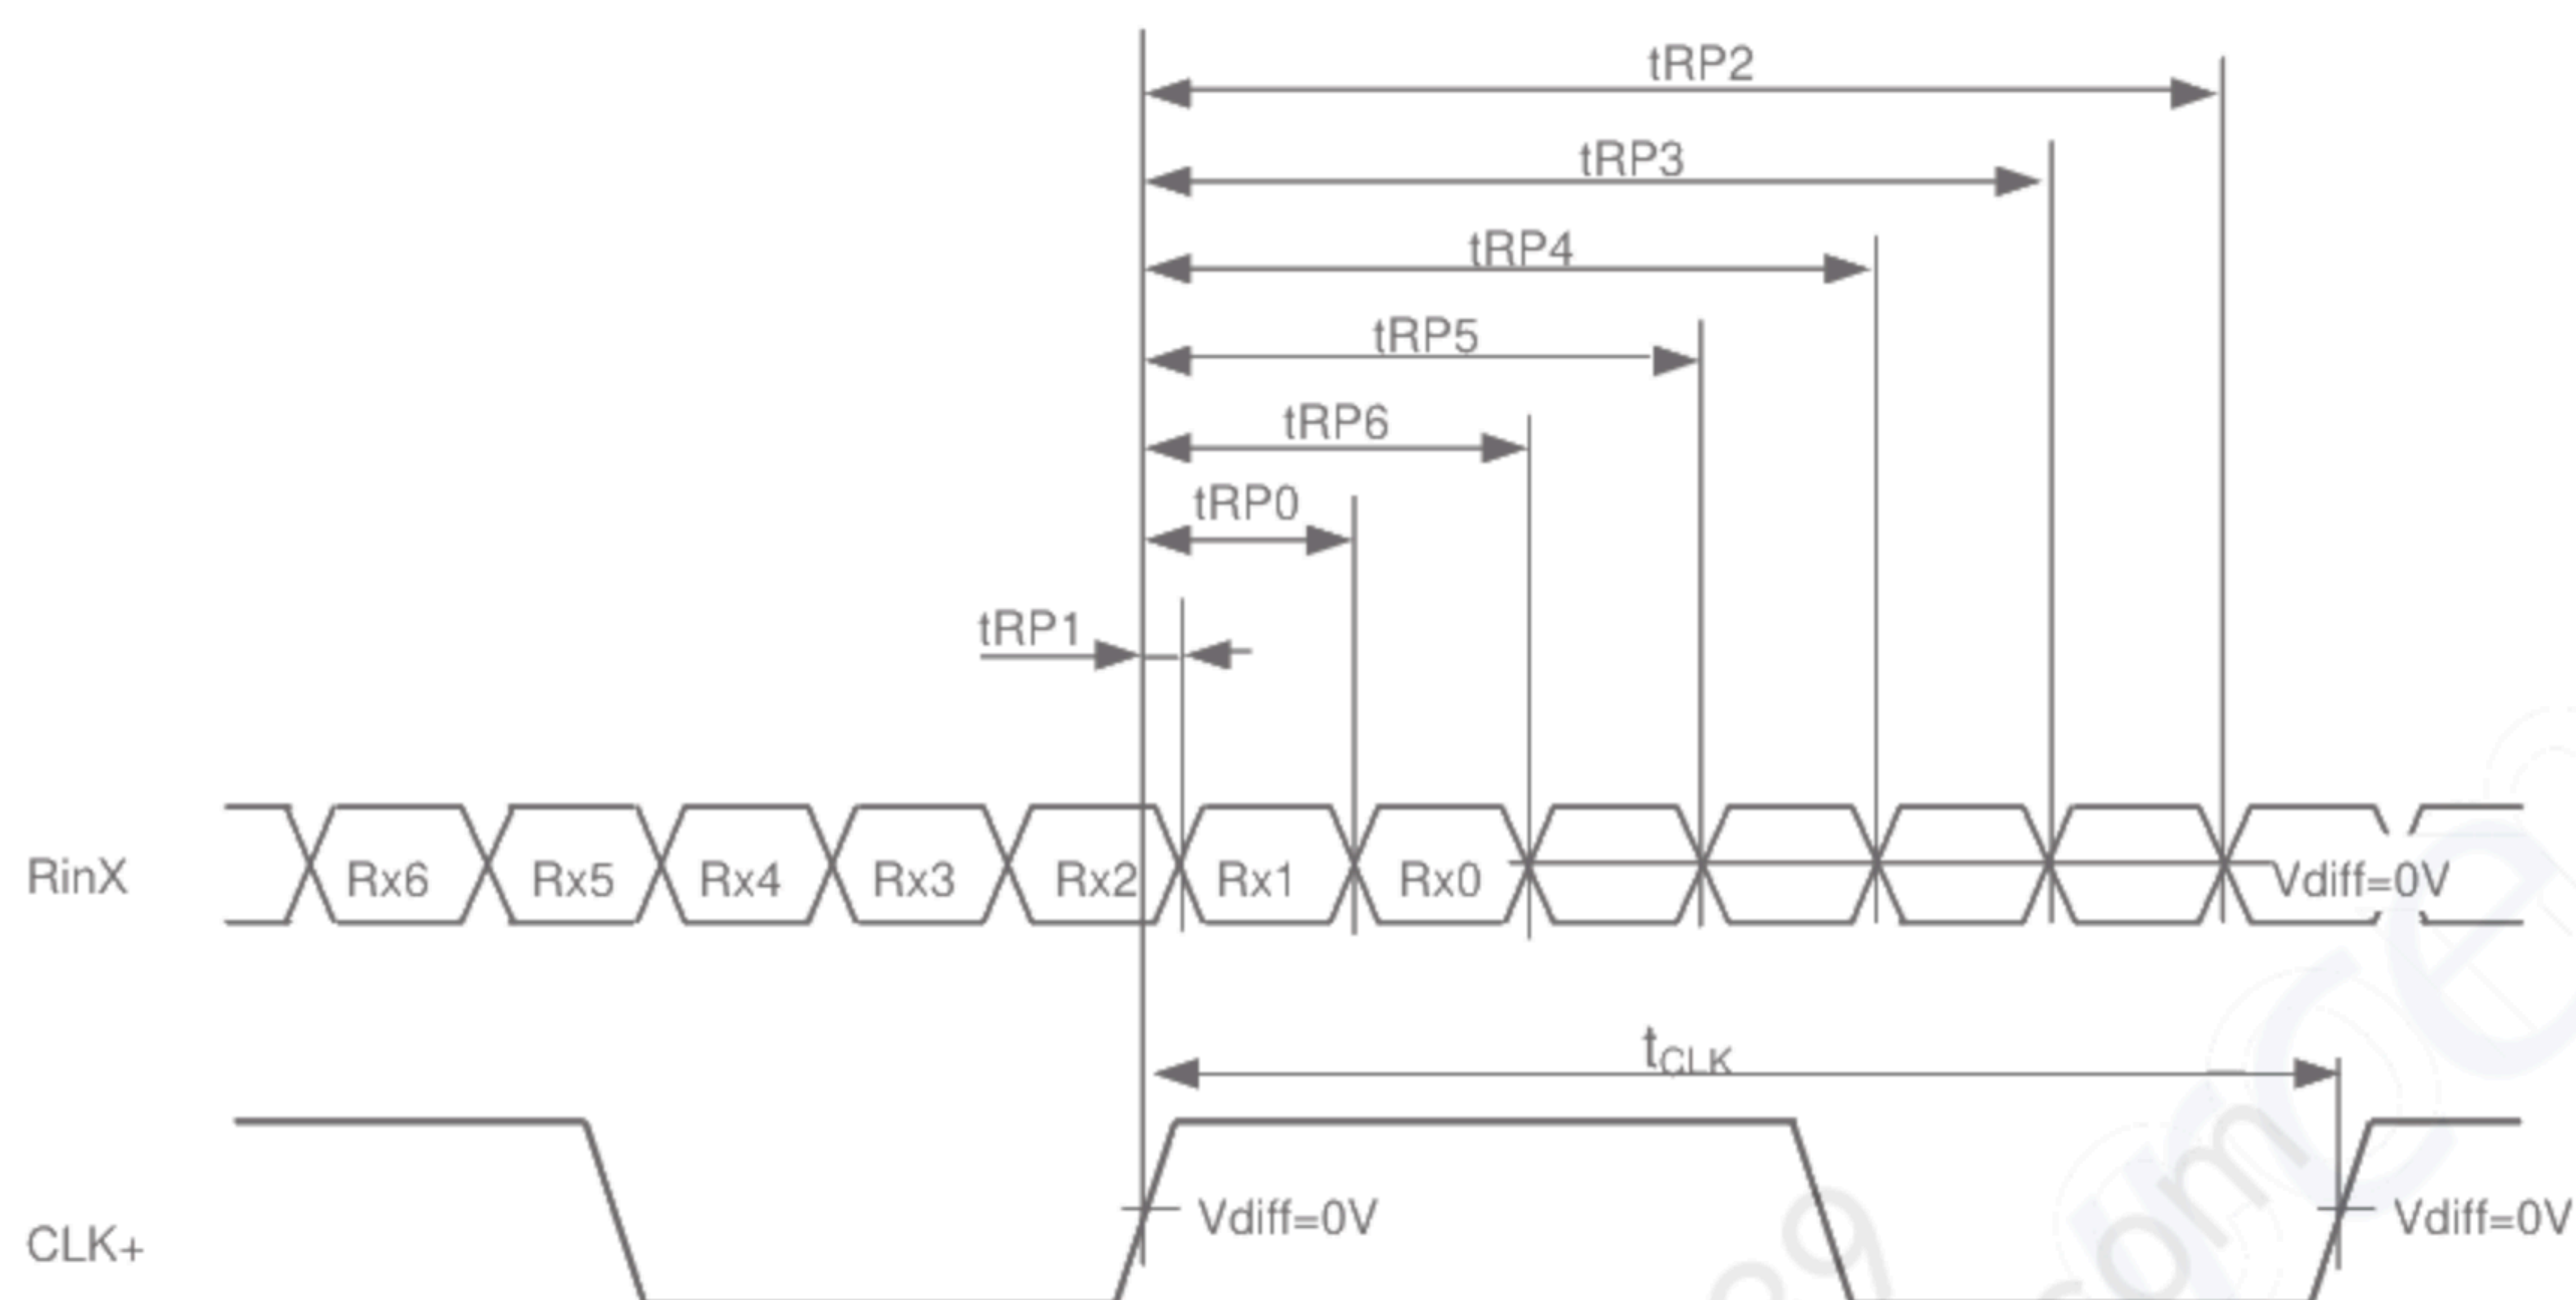 tRP2
tRP3
tRP4
tRP5
tRP6
tRP0
tRP1
RinX
Rx6
Rx5
Rx4
Rx3
Rx2
Rx1
Rx0
Vdiff=0V
tCLK
CLK+
Vdiff=0V
Vdiff=0V